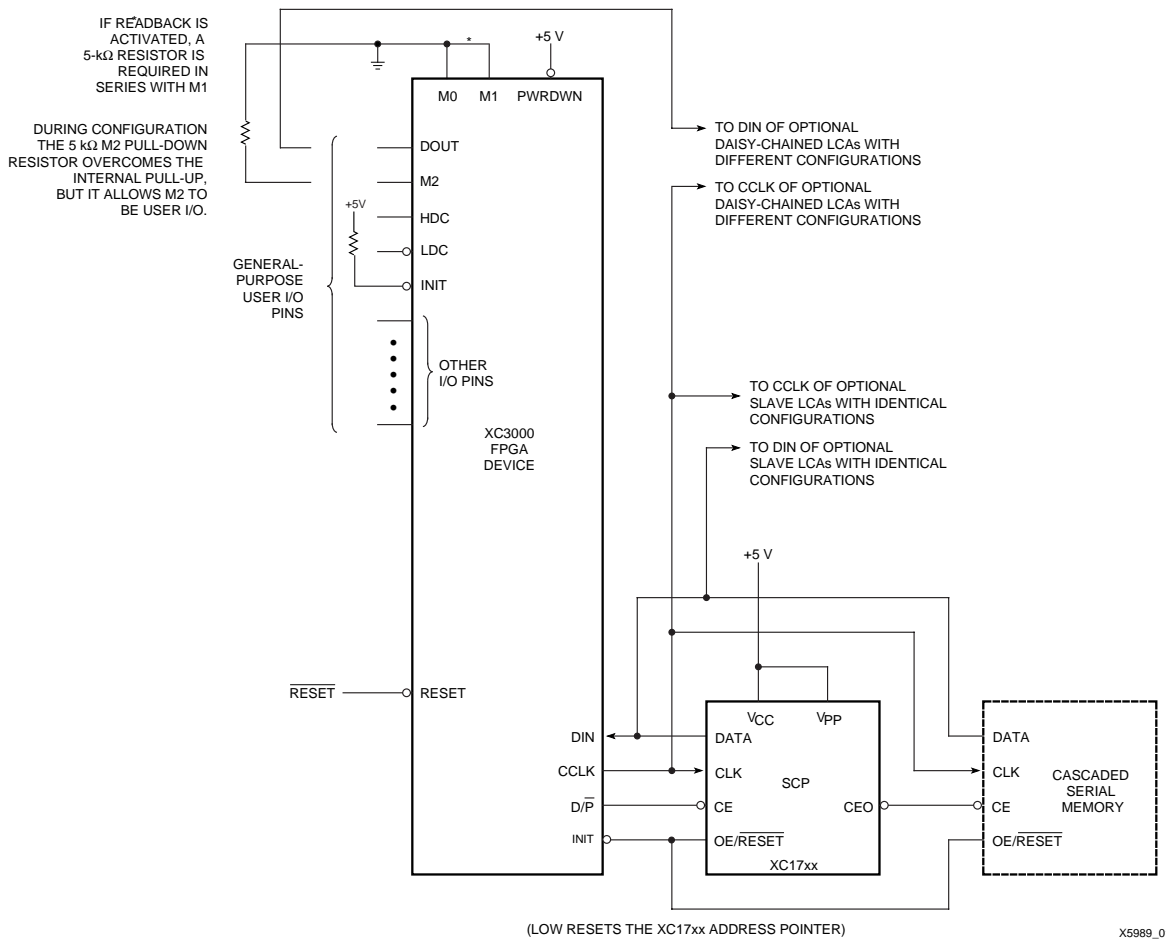 *
IF READBACK IS
ACTIVATED, A
5-kΩ RESISTOR IS
REQUIRED IN
SERIES WITH M1
DURING CONFIGURATION
THE 5 kΩ M2 PULL-DOWN
RESISTOR OVERCOMES THE
INTERNAL PULL-UP,
BUT IT ALLOWS M2 TO
BE USER I/O.
*
+5 V
M0
M1
PWRDWN
DOUT
M2
+5V
HDC
LDC
INIT
GENERAL-
PURPOSE
USER I/O
PINS
OTHER
I/O PINS
XC3000
FPGA
DEVICE
TO DIN OF OPTIONAL
DAISY-CHAINED LCAs WITH
DIFFERENT CONFIGURATIONS
TO CCLK OF OPTIONAL
DAISY-CHAINED LCAs WITH
DIFFERENT CONFIGURATIONS
TO CCLK OF OPTIONAL
SLAVE LCAs WITH IDENTICAL
CONFIGURATIONS
TO DIN OF OPTIONAL
SLAVE LCAs WITH IDENTICAL
CONFIGURATIONS
+5 V
RESET
RESET
DIN
CCLK
D/P
INIT
VCC
VPP
DATA
CLK
SCP
CE
CEO
OE/RESET
XC17xx
DATA
CLK
CASCADED
SERIAL
MEMORY
CE
OE/RESET
(LOW RESETS THE XC17xx ADDRESS POINTER)
X5989_0